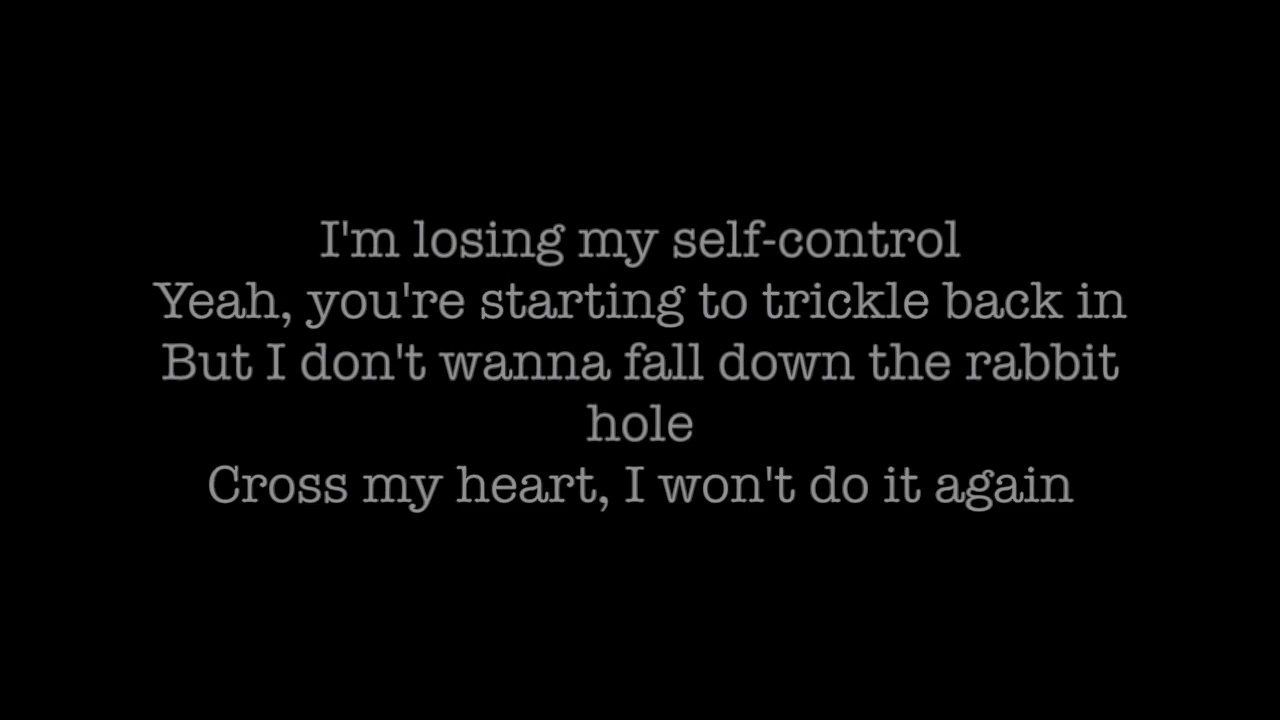 I'm losing my self-control
Yeah, you're starting to trickle back in
But I don't wanna fall down the rabbit
hole
Cross my heart, I won't do it again